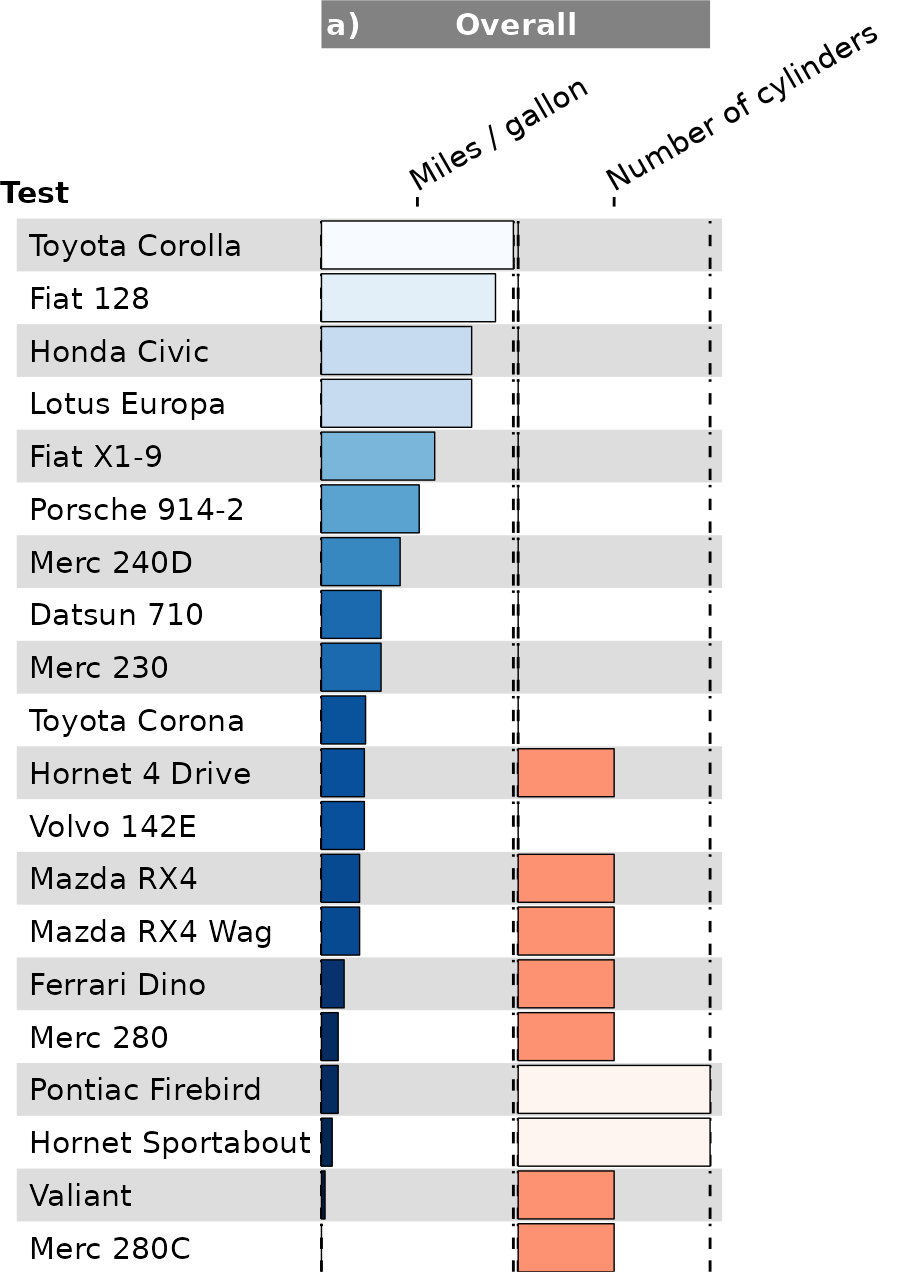 a) Overall
Miles / gallon
Number of cylinders
Test
Toyota Corolla
Fiat 128
Honda Civic
Lotus Europa
Fiat X1-9
Porsche 914-2
Merc 240D
Datsun 710
Merc 230
Toyota Corona
Hornet 4 Drive
Volvo 142E
Mazda RX4
Mazda RX4 Wag
Ferrari Dino
Merc 280
Pontiac Firebird
Hornet Sportabout
Valiant
Merc 280C